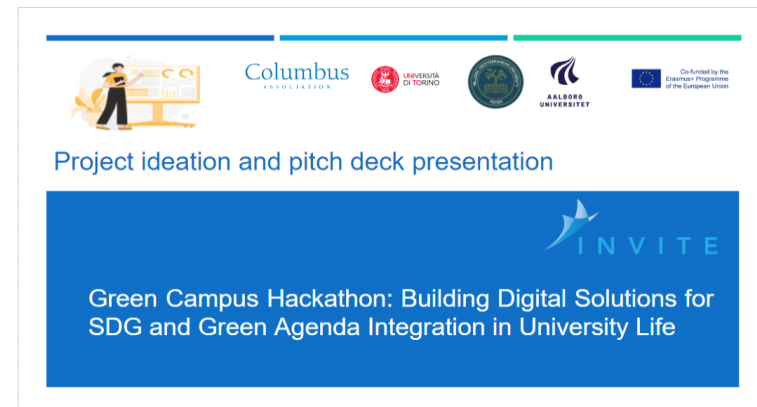 Columbus
ASSOCIATION
UNIVERSITÀ
DI TORINO
AALBORG
UNIVERSITET
Co-funded by the
Erasmus+ Programme
of the European Union
Project ideation and pitch deck presentation
INVITE
Green Campus Hackathon: Building Digital Solutions for
SDG and Green Agenda Integration in University Life